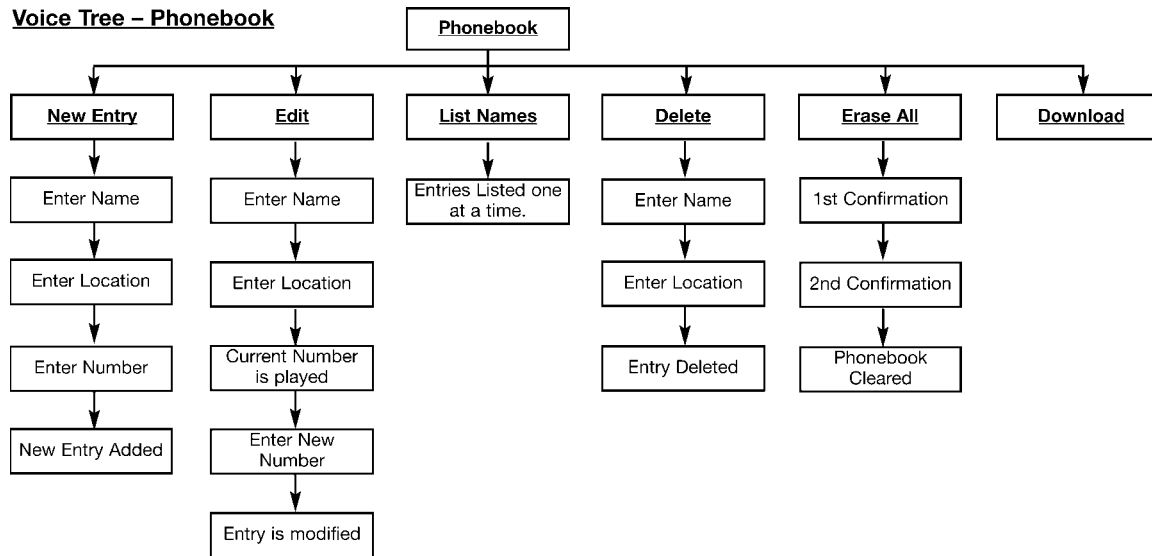 Voice Tree – Phonebook
Phonebook
New Entry
Edit
List Names
Delete
Erase All
Download
Enter Name
Enter Name
Entries Listed one
at a time.
Enter Name
1st Confirmation
Enter Location
Enter Location
Enter Location
2nd Confirmation
Enter Number
Current Number
is played
Entry Deleted
Phonebook
Cleared
New Entry Added
Enter New
Number
Entry is modified